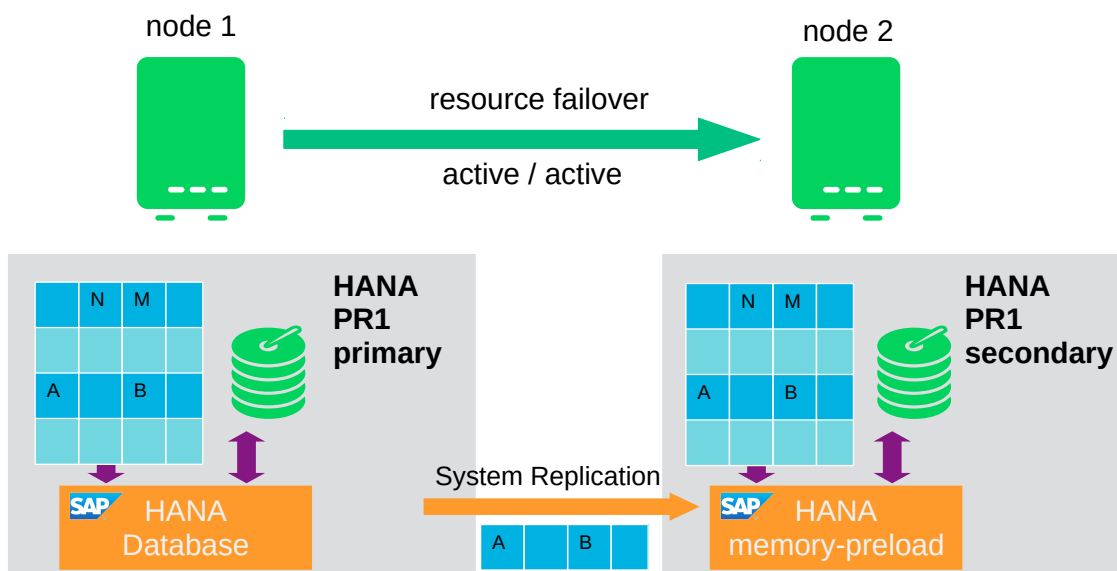 node 1
node 2
resource failover
active / active
N M
A B
HANA
PR1
primary
SAP
HANA
Database
System Replication
A B
N M
A B
HANA
PR1
secondary
SAP
HANA
memory-preload